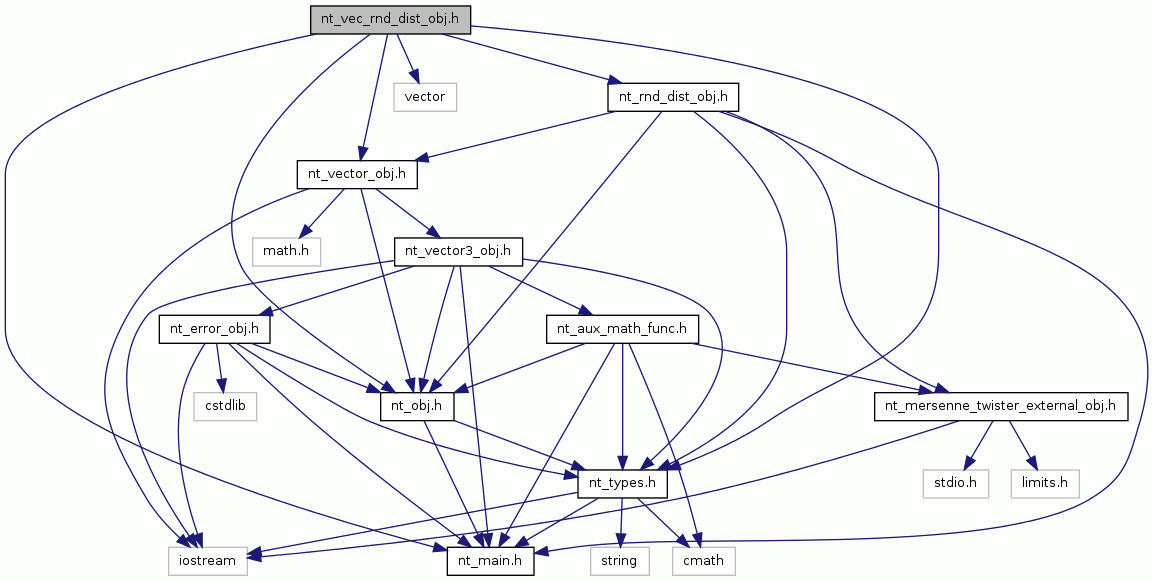 nt_vec_rnd_dist_obj.h
vector
nt_rnd_dist_obj.h
nt_vector_obj.h
math.h
nt_vector3_obj.h
nt_error_obj.h
nt_aux_math_func.h
cstdlib
nt_obj.h
nt_mersenne_twister_external_obj.h
nt_types.h
stdio.h
limits.h
iostream
nt_main.h
string
cmath